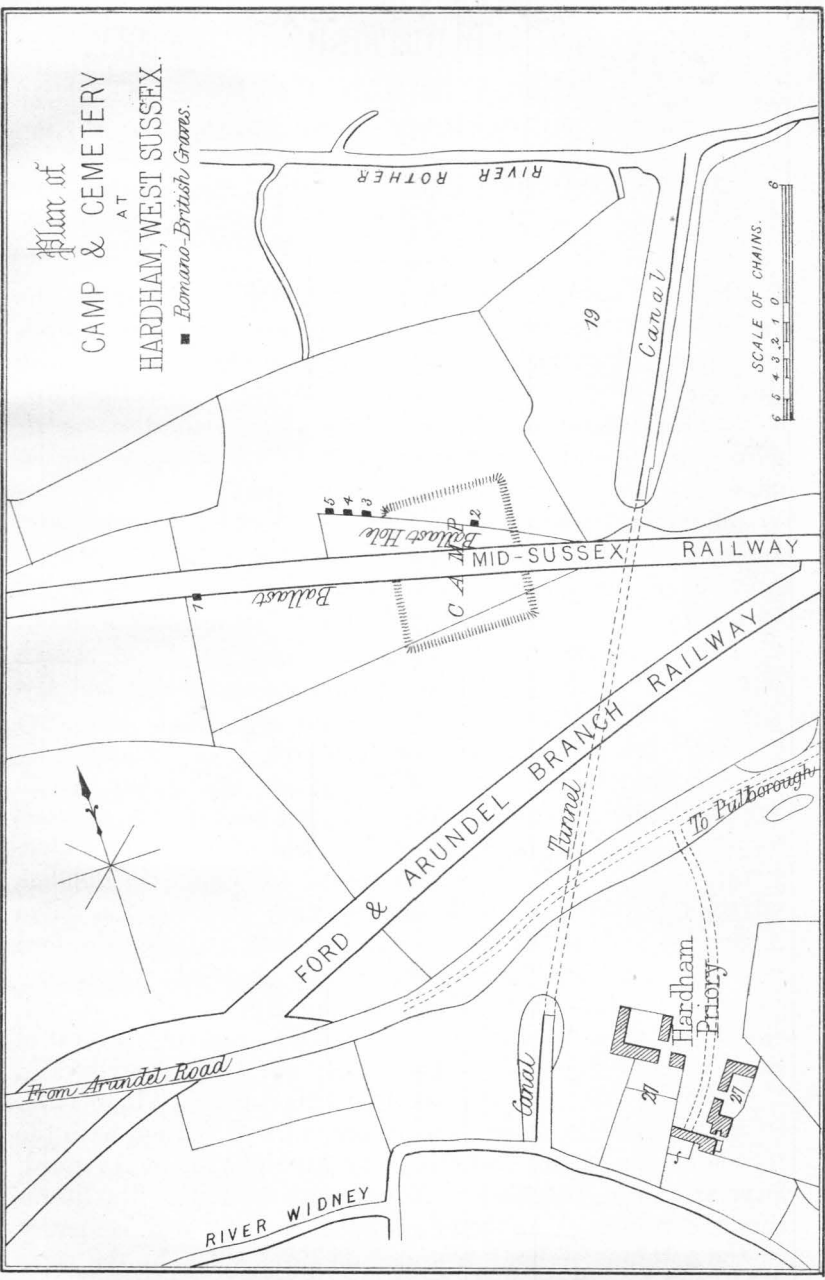 Plan of
CAMP & CEMETERY
AT
HARDHAM, WEST SUSSEX.
■ Romano-British Graves.
RIVER ROTHER
19
Canal
SCALE OF CHAINS.
6 5 4 3 2 1 0 6
5
4
3
2
Ballast Hole
CAMP
MID-SUSSEX RAILWAY
1
Ballast
FORD & ARUNDEL BRANCH RAILWAY
Tunnel
To Pulborough
From Arundel Road
Canal
Hardham
Priory
27
27
RIVER WIDNEY